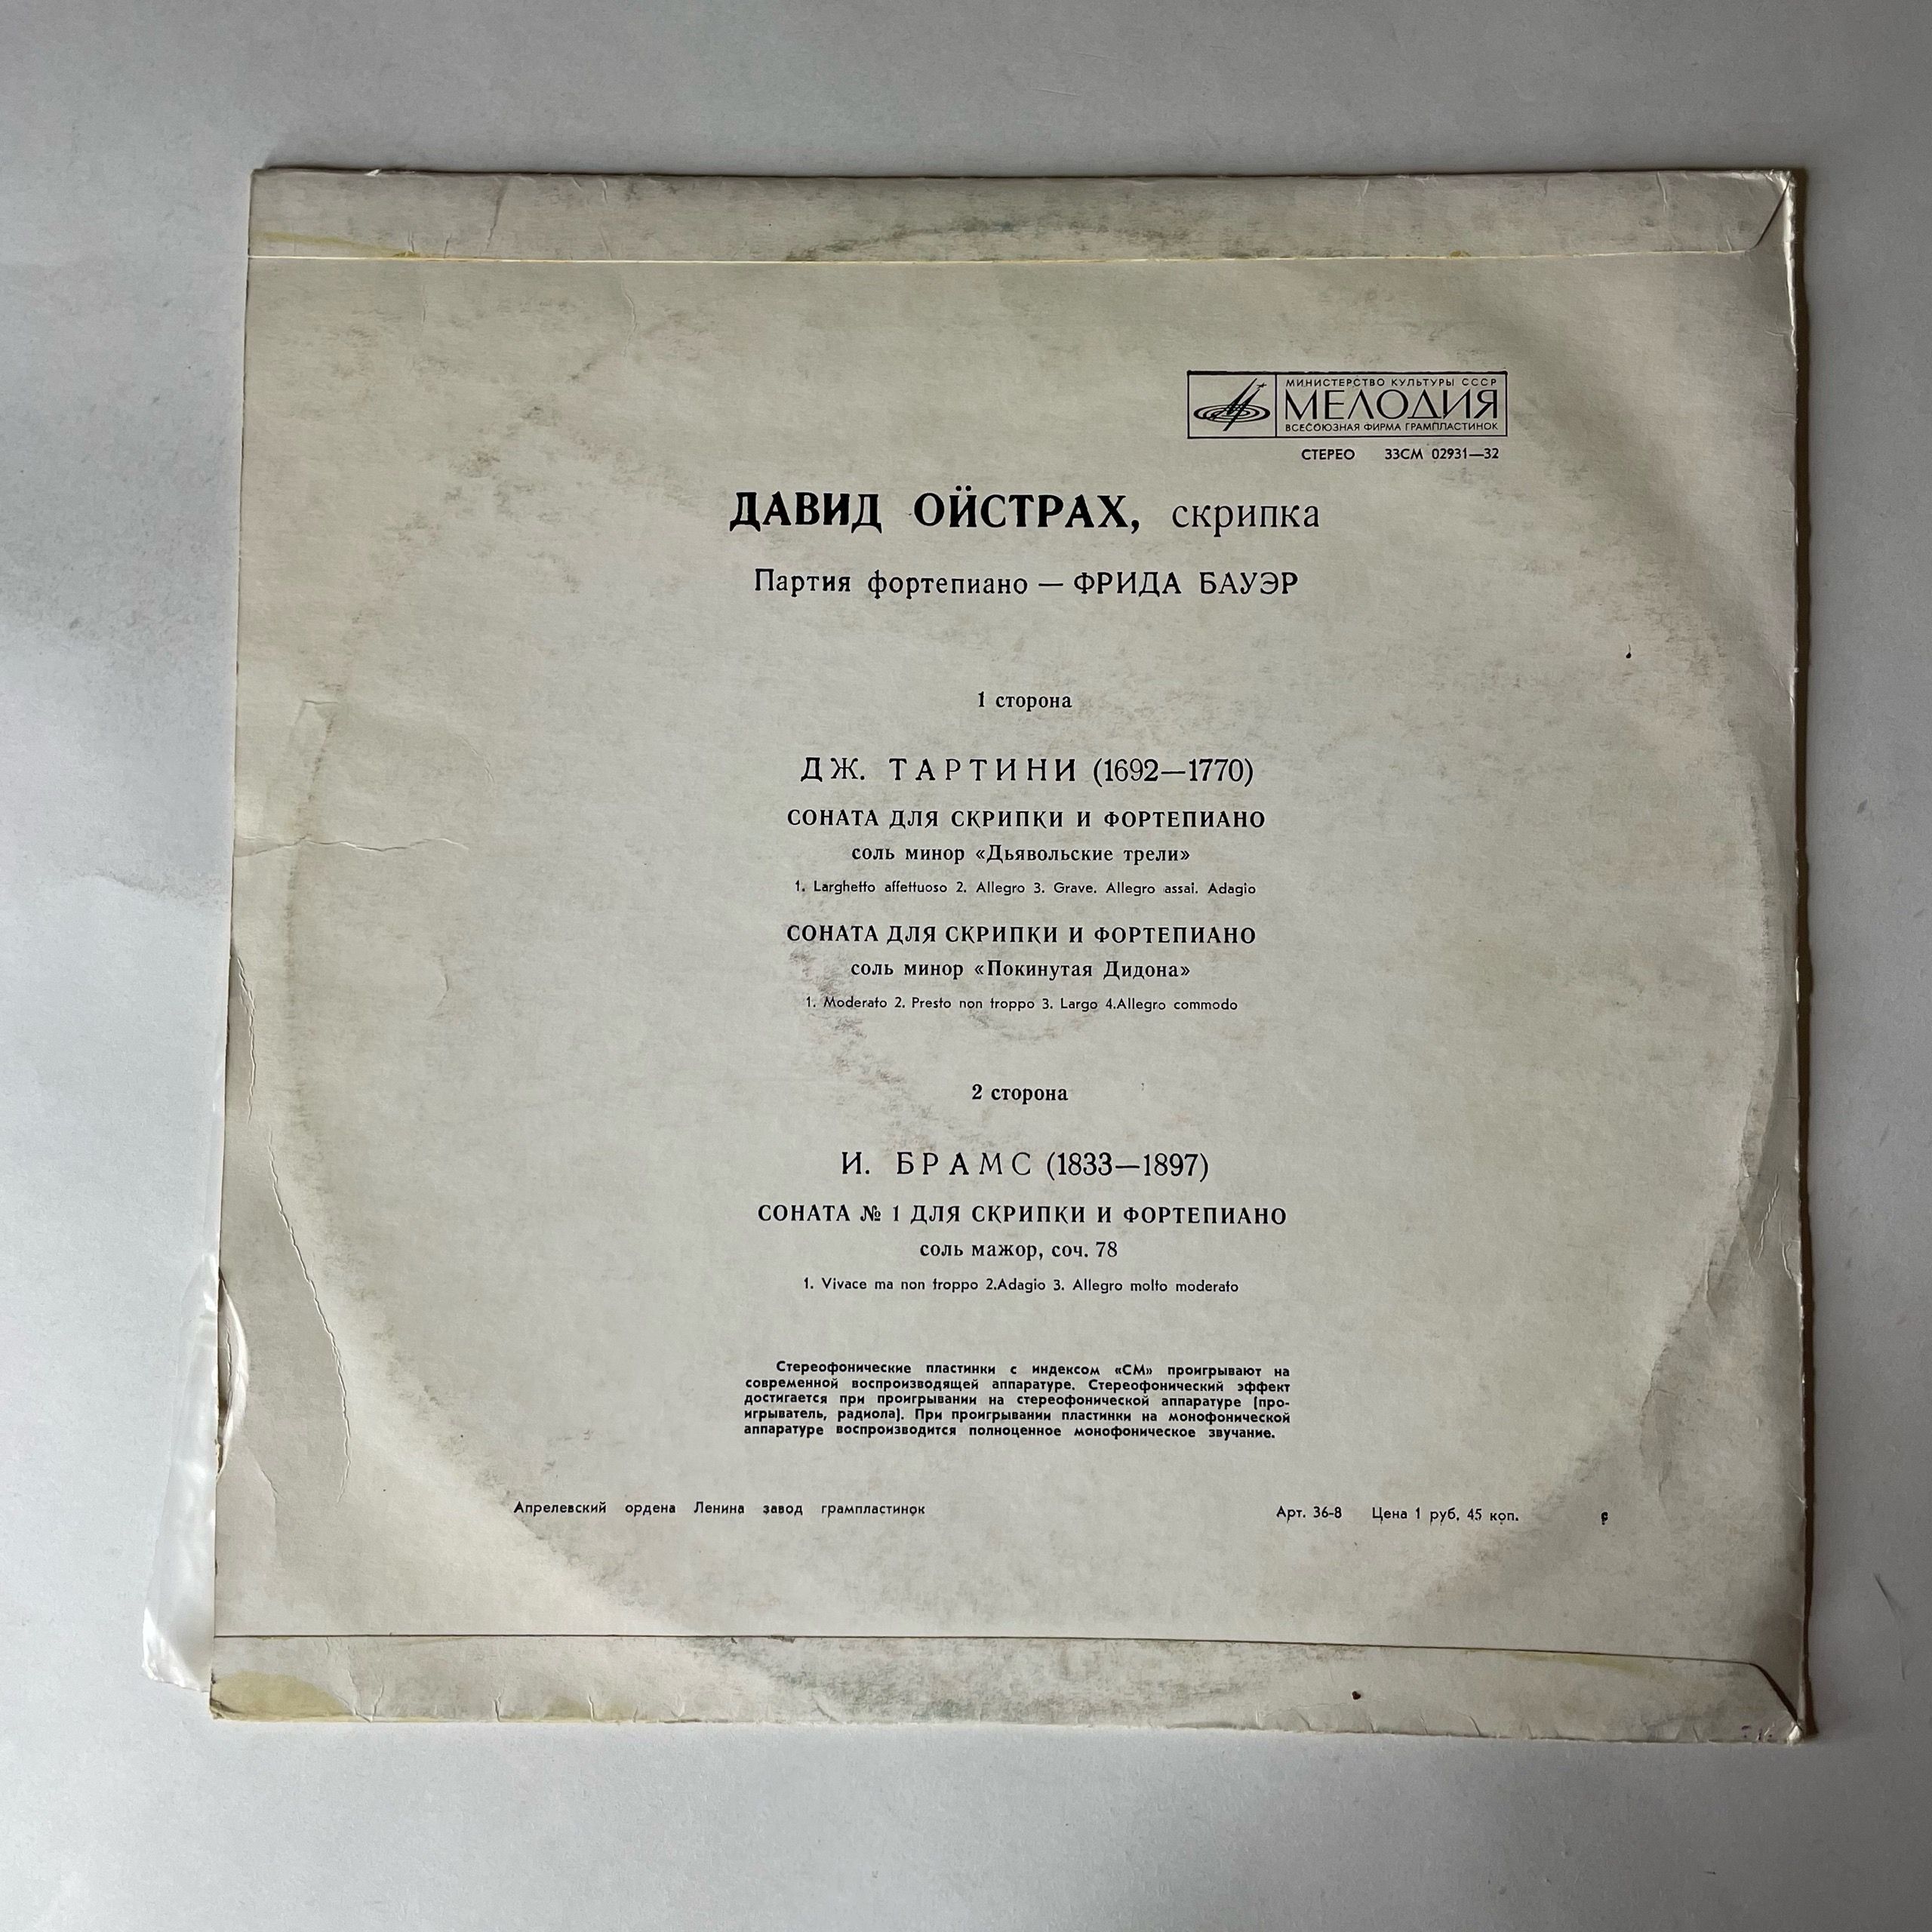 МИНИСТЕРСТВО КУЛЬТУРЫ СССР
МЕЛОДИЯ
ВСЕСОЮЗНАЯ ФИРМА ГРАМПЛАСТИНОК
СТЕРЕО 33СМ 02931—32
ДАВИД ОЙСТРАХ, скрипка
Партия фортепиано — ФРИДА БАУЭР
1 сторона
ДЖ. ТАРТИНИ (1692—1770)
СОНАТА ДЛЯ СКРИПКИ И ФОРТЕПИАНО
соль минор «Дьявольские трели»
1. Larghetto affettuoso 2. Allegro 3. Grave. Allegro assai. Adagio
СОНАТА ДЛЯ СКРИПКИ И ФОРТЕПИАНО
соль минор «Покинутая Дидона»
1. Moderato 2. Presto non troppo 3. Largo 4.Allegro commodo
2 сторона
И. БРАМС (1833—1897)
СОНАТА № 1 ДЛЯ СКРИПКИ И ФОРТЕПИАНО
соль мажор, соч. 78
1. Vivace ma non troppo 2.Adagio 3. Allegro molto moderato
Стереофонические пластинки с индексом «СМ» проигрывают на
современной воспроизводящей аппаратуре. Стереофонический эффект
достигается при проигрывании на стереофонической аппаратуре (про-
игрыватель, радиола). При проигрывании пластинки на монофонической
аппаратуре воспроизводится полноценное монофоническое звучание.
Апрелевский ордена Ленина завод грампластинок
Арт. 36-8 Цена 1 руб, 45 коп.